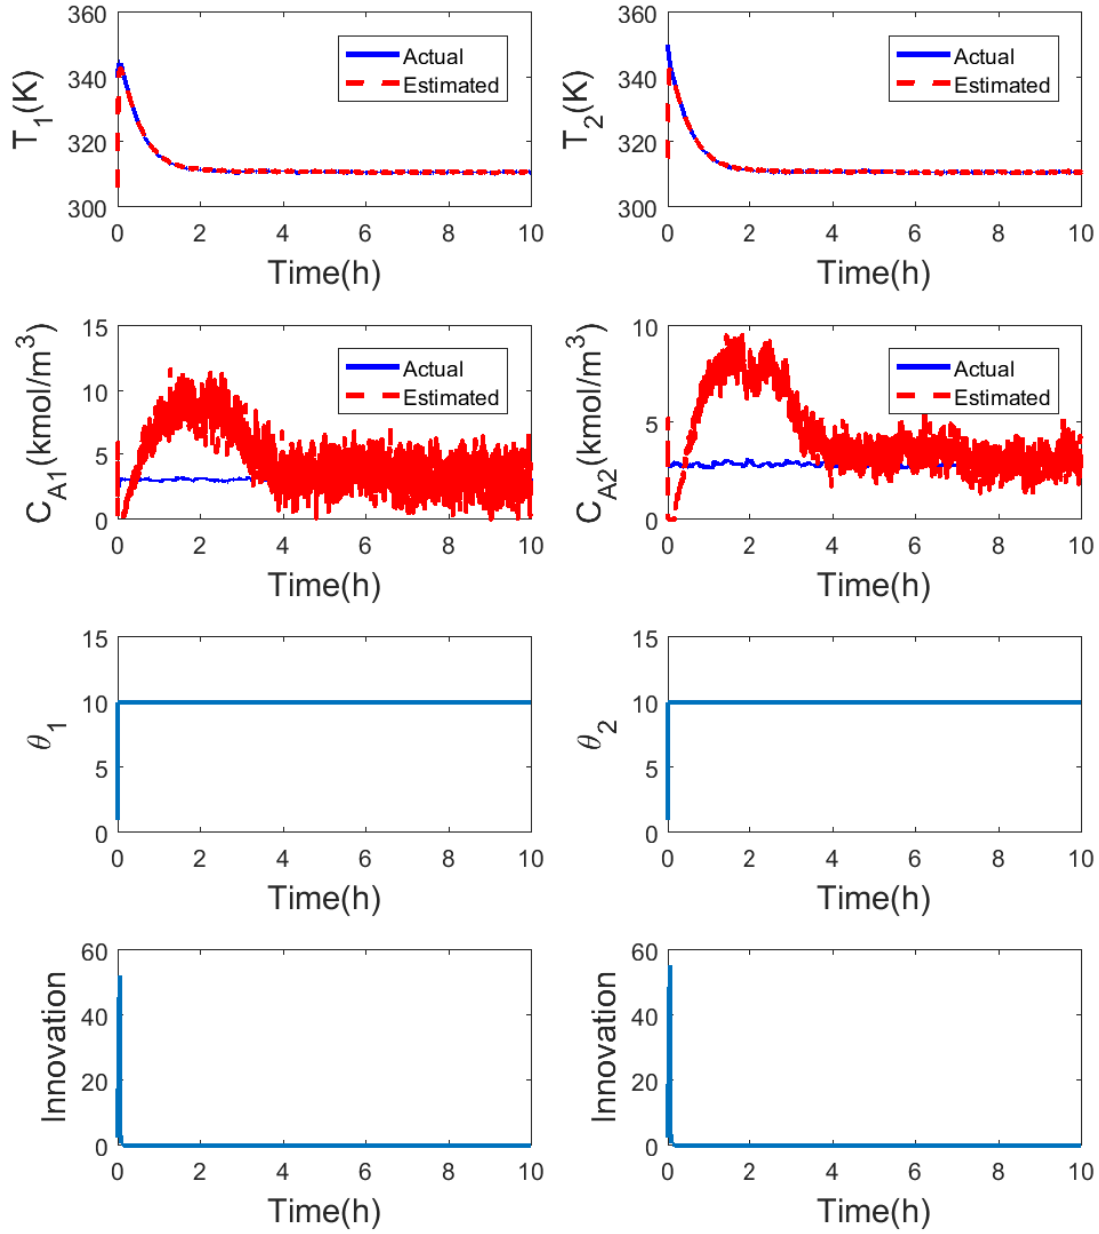 360
340
320
300
T1(K)
Actual
Estimated
0 2 4 6 8 10
Time(h)
360
340
320
300
T2(K)
Actual
Estimated
0 2 4 6 8 10
Time(h)
15
10
5
0
CA1(kmol/m3)
Actual
Estimated
0 2 4 6 8 10
Time(h)
10
5
0
CA2(kmol/m3)
Actual
Estimated
0 2 4 6 8 10
Time(h)
15
10
5
0
θ1
0 2 4 6 8 10
Time(h)
15
10
5
0
θ2
0 2 4 6 8 10
Time(h)
60
40
20
0
Innovation
0 2 4 6 8 10
Time(h)
60
40
20
0
Innovation
0 2 4 6 8 10
Time(h)